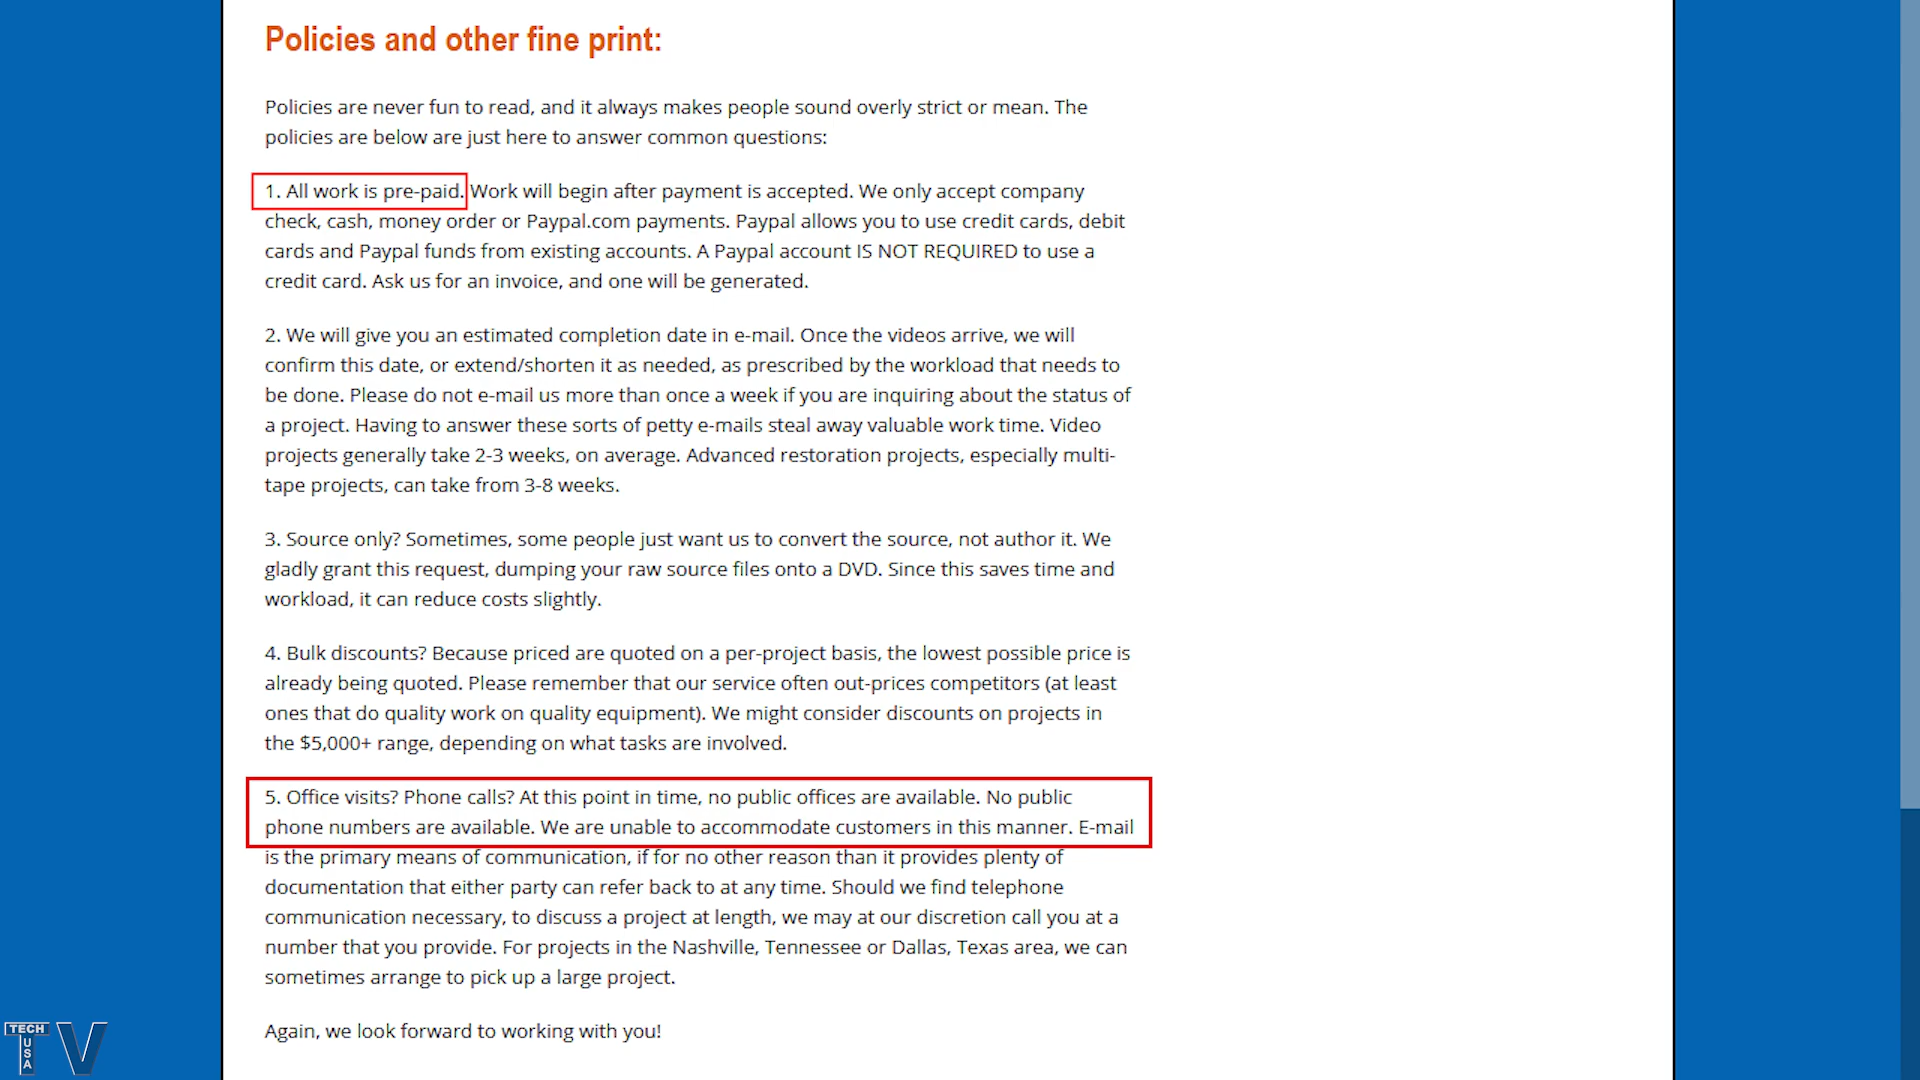 Policies and other fine print:
Policies are never fun to read, and it always makes people sound overly strict or mean. The
policies are below are just here to answer common questions:
1. All work is pre-paid. Work will begin after payment is accepted. We only accept company
check, cash, money order or Paypal.com payments. Paypal allows you to use credit cards, debit
cards and Paypal funds from existing accounts. A Paypal account IS NOT REQUIRED to use a
credit card. Ask us for an invoice, and one will be generated.
2. We will give you an estimated completion date in e-mail. Once the videos arrive, we will
confirm this date, or extend/shorten it as needed, as prescribed by the workload that needs to
be done. Please do not e-mail us more than once a week if you are inquiring about the status of
a project. Having to answer these sorts of petty e-mails steal away valuable work time. Video
projects generally take 2-3 weeks, on average. Advanced restoration projects, especially multi-
tape projects, can take from 3-8 weeks.
3. Source only? Sometimes, some people just want us to convert the source, not author it. We
gladly grant this request, dumping your raw source files onto a DVD. Since this saves time and
workload, it can reduce costs slightly.
4. Bulk discounts? Because priced are quoted on a per-project basis, the lowest possible price is
already being quoted. Please remember that our service often out-prices competitors (at least
ones that do quality work on quality equipment). We might consider discounts on projects in
the $5,000+ range, depending on what tasks are involved.
5. Office visits? Phone calls? At this point in time, no public offices are available. No public
phone numbers are available. We are unable to accommodate customers in this manner. E-mail
is the primary means of communication, if for no other reason than it provides plenty of
documentation that either party can refer back to at any time. Should we find telephone
communication necessary, to discuss a project at length, we may at our discretion call you at a
number that you provide. For projects in the Nashville, Tennessee or Dallas, Texas area, we can
sometimes arrange to pick up a large project.
Again, we look forward to working with you!
TECH
USA
TV